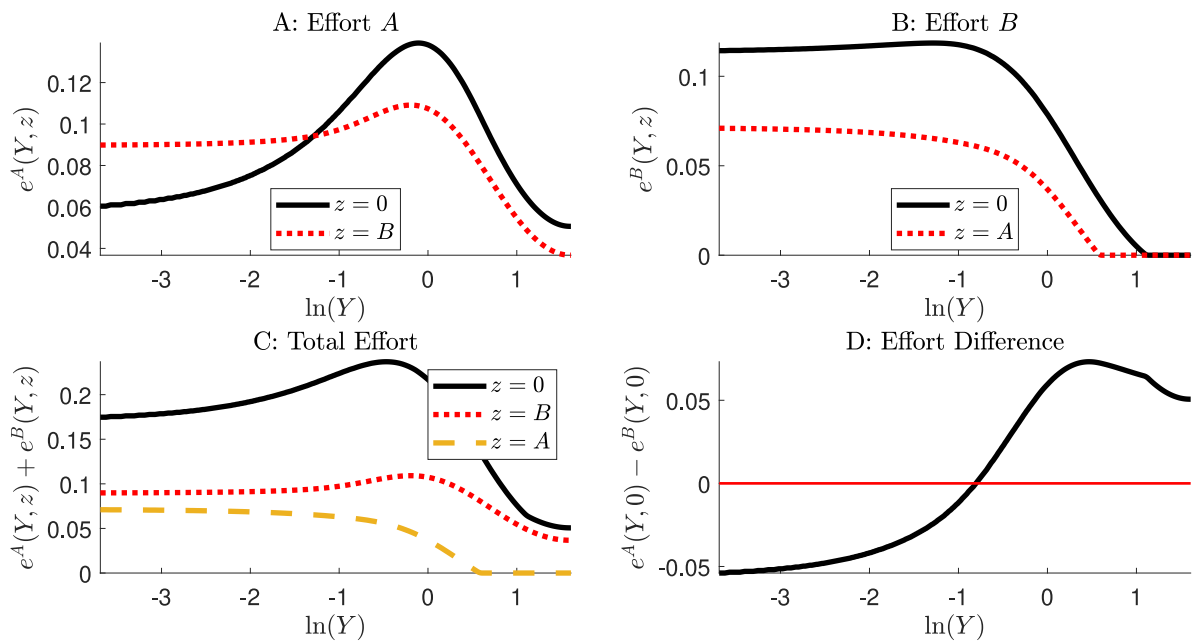 A: Effort A
e^A(Y, z)
0.12
0.1
0.08
0.06
0.04
z = 0
z = B
-3
-2
-1
0
1
ln(Y)
B: Effort B
e^B(Y, z)
0.1
0.05
0
z = 0
z = A
-3
-2
-1
0
1
ln(Y)
C: Total Effort
e^A(Y, z) + e^B(Y, z)
0.2
0.15
0.1
0.05
0
z = 0
z = B
z = A
-3
-2
-1
0
1
ln(Y)
D: Effort Difference
e^A(Y, 0) − e^B(Y, 0)
0.05
0
-0.05
-3
-2
-1
0
1
ln(Y)